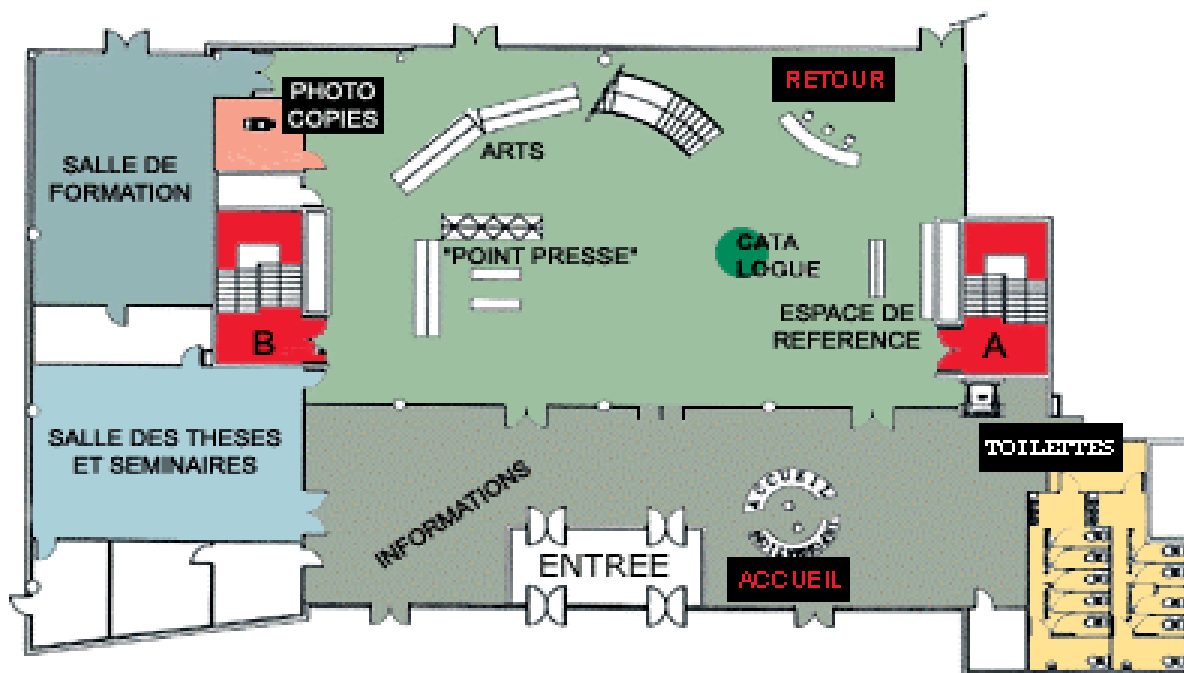 RETOUR
PHOTO
COPIES
ARTS
SALLE DE
FORMATION
"POINT PRESSE"
CATA
LOGUE
ESPACE DE
REFERENCE
B
A
SALLE DES THESES
ET SEMINAIRES
TOILETTES
INFORMATIONS
ACCUEIL
ENTREE
ACCUEIL